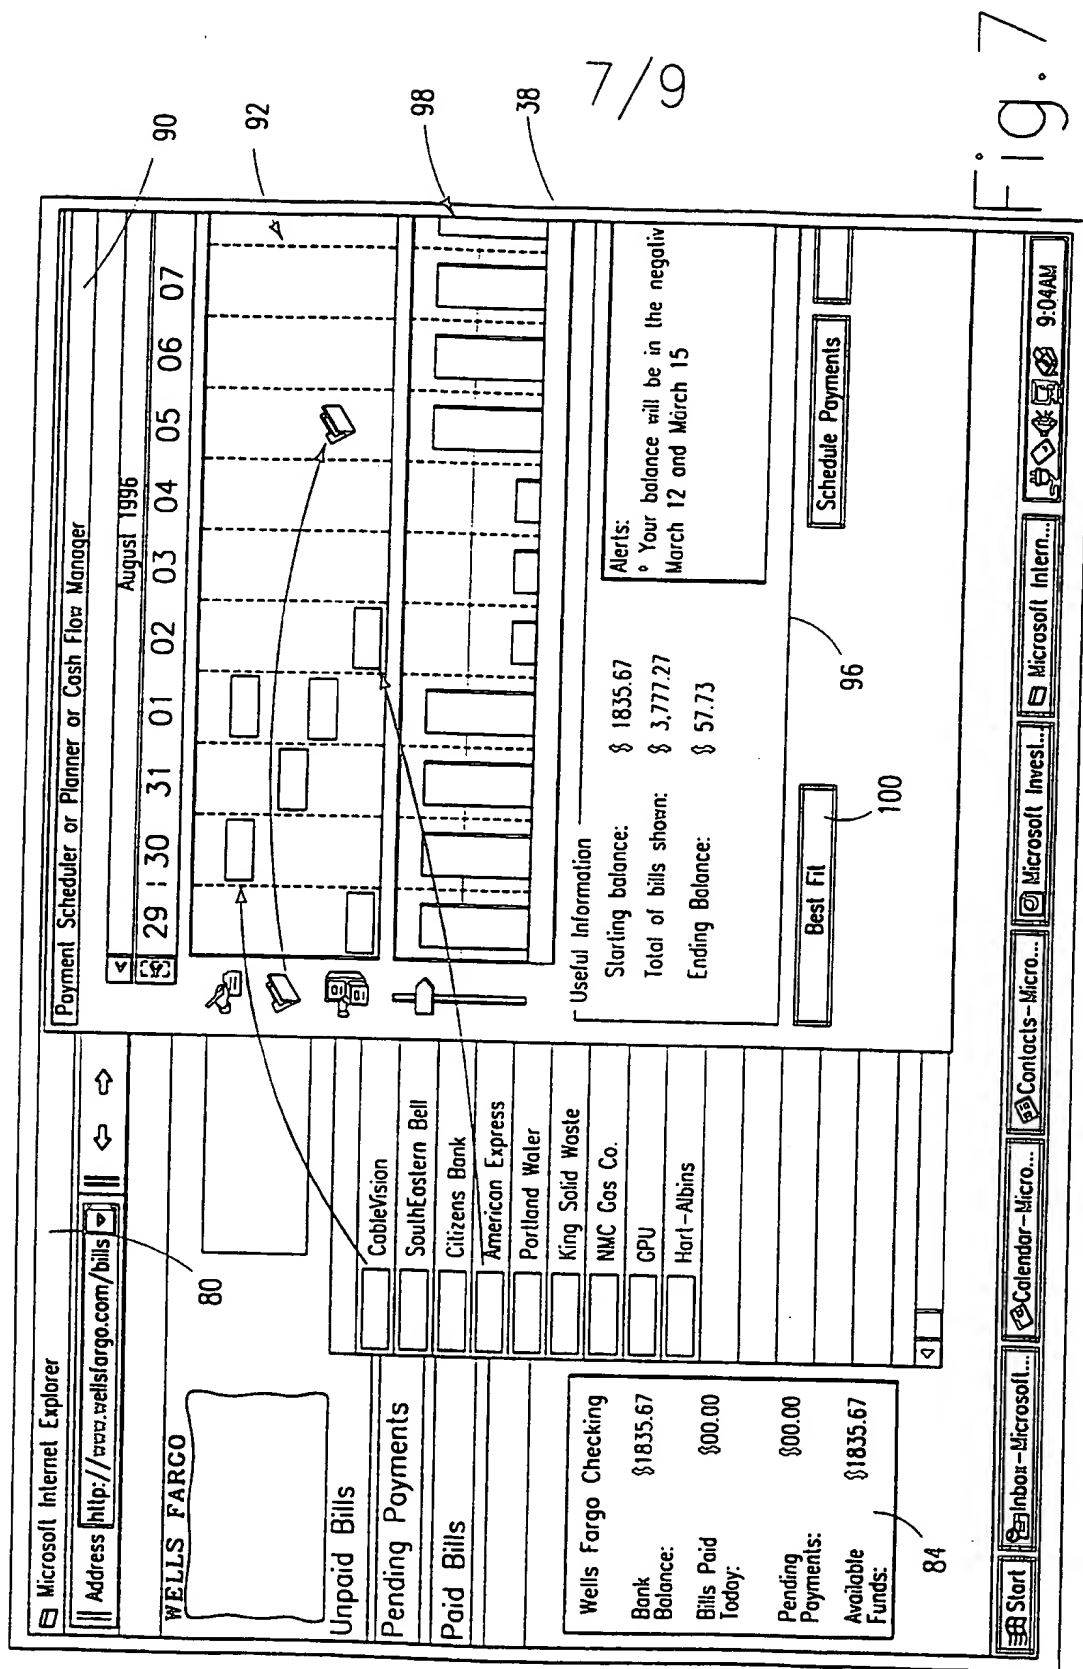 7/9
Microsoft Internet Explorer
Address http://www.wellsfargo.com/bills
80
WELLS FARGO
Unpaid Bills
Pending Payments
Paid Bills
CableVision
SouthEastern Bell
Citizens Bank
American Express
Portland Water
King Solid Waste
NMC Gas Co.
GPU
Hart-Albins
Wells Fargo Checking
Bank Balance: $1835.67
Bills Paid Today: $00.00
Pending Payments: $00.00
Available Funds: $1835.67
84
Payment Scheduler or Planner or Cash Flow Manager
90
August 1996
29 30 31 01 02 03 04 05 06 07
92
98
38
Useful Information
Starting balance: $ 1835.67
Total of bills shown: $ 3,777.27
Ending Balance: $ 57.73
Alerts:
° Your balance will be in the negativ
March 12 and March 15
96
Best Fit
100
Schedule Payments
Start
Inbox-Microsoft...
Calendar-Micro...
Contacts-Micro...
Microsoft Invest...
Microsoft Intern...
9:04AM
Fig.7